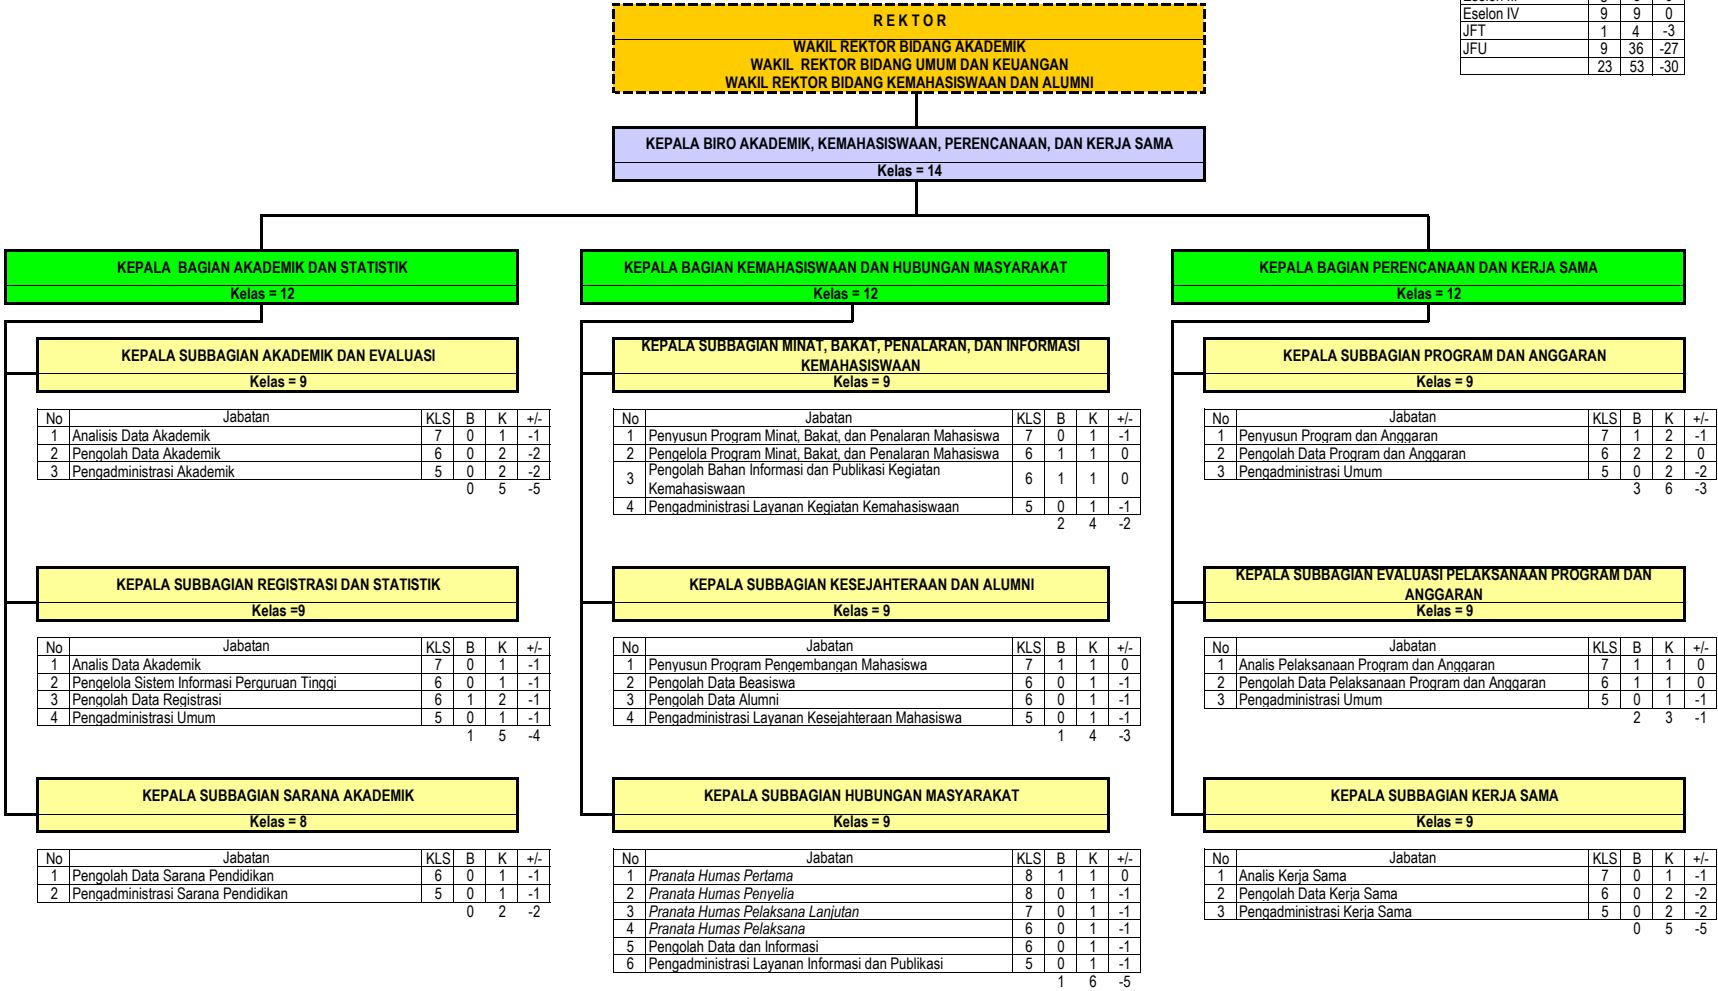 R E K T O R
WAKIL REKTOR BIDANG AKADEMIK
WAKIL REKTOR BIDANG UMUM DAN KEUANGAN
WAKIL REKTOR BIDANG KEMAHASISWAAN DAN ALUMNI
Eselon IV 9 9 0
JFT 1 4 -3
JFU 9 36 -27
23 53 -30
KEPALA BIRO AKADEMIK, KEMAHASISWAAN, PERENCANAAN, DAN KERJA SAMA
Kelas = 14
KEPALA BAGIAN AKADEMIK DAN STATISTIK
Kelas = 12
KEPALA SUBBAGIAN AKADEMIK DAN EVALUASI
Kelas = 9
No Jabatan KLS B K +/-
1 Analisis Data Akademik 7 0 1 -1
2 Pengolah Data Akademik 6 0 2 -2
3 Pengadministrasi Akademik 5 0 2 -2
0 5 -5
KEPALA SUBBAGIAN REGISTRASI DAN STATISTIK
Kelas =9
No Jabatan KLS B K +/-
1 Analis Data Akademik 7 0 1 -1
2 Pengelola Sistem Informasi Perguruan Tinggi 6 0 1 -1
3 Pengolah Data Registrasi 6 1 2 -1
4 Pengadministrasi Umum 5 0 1 -1
1 5 -4
KEPALA SUBBAGIAN SARANA AKADEMIK
Kelas = 8
No Jabatan KLS B K +/-
1 Pengolah Data Sarana Pendidikan 6 0 1 -1
2 Pengadministrasi Sarana Pendidikan 5 0 1 -1
0 2 -2
KEPALA BAGIAN KEMAHASISWAAN DAN HUBUNGAN MASYARAKAT
Kelas = 12
KEPALA SUBBAGIAN MINAT, BAKAT, PENALARAN, DAN INFORMASI
KEMAHASISWAAN
Kelas = 9
No Jabatan KLS B K +/-
1 Penyusun Program Minat, Bakat, dan Penalaran Mahasiswa 7 0 1 -1
2 Pengelola Program Minat, Bakat, dan Penalaran Mahasiswa 6 1 1 0
3 Pengolah Bahan Informasi dan Publikasi Kegiatan
Kemahasiswaan 6 1 1 0
4 Pengadministrasi Layanan Kegiatan Kemahasiswaan 5 0 1 -1
2 4 -2
KEPALA SUBBAGIAN KESEJAHTERAAN DAN ALUMNI
Kelas = 9
No Jabatan KLS B K +/-
1 Penyusun Program Pengembangan Mahasiswa 7 1 1 0
2 Pengolah Data Beasiswa 6 0 1 -1
3 Pengolah Data Alumni 6 0 1 -1
4 Pengadministrasi Layanan Kesejahteraan Mahasiswa 5 0 1 -1
1 4 -3
KEPALA SUBBAGIAN HUBUNGAN MASYARAKAT
Kelas = 9
No Jabatan KLS B K +/-
1 Pranata Humas Pertama 8 1 1 0
2 Pranata Humas Penyelia 8 0 1 -1
3 Pranata Humas Pelaksana Lanjutan 7 0 1 -1
4 Pranata Humas Pelaksana 6 0 1 -1
5 Pengolah Data dan Informasi 6 0 1 -1
6 Pengadministrasi Layanan Informasi dan Publikasi 5 0 1 -1
1 6 -5
KEPALA BAGIAN PERENCANAAN DAN KERJA SAMA
Kelas = 12
KEPALA SUBBAGIAN PROGRAM DAN ANGGARAN
Kelas = 9
No Jabatan KLS B K +/-
1 Penyusun Program dan Anggaran 7 1 2 -1
2 Pengolah Data Program dan Anggaran 6 2 2 0
3 Pengadministrasi Umum 5 0 2 -2
3 6 -3
KEPALA SUBBAGIAN EVALUASI PELAKSANAAN PROGRAM DAN
ANGGARAN
Kelas = 9
No Jabatan KLS B K +/-
1 Analis Pelaksanaan Program dan Anggaran 7 1 1 0
2 Pengolah Data Pelaksanaan Program dan Anggaran 6 1 1 0
3 Pengadministrasi Umum 5 0 1 -1
2 3 -1
KEPALA SUBBAGIAN KERJA SAMA
Kelas = 9
No Jabatan KLS B K +/-
1 Analis Kerja Sama 7 0 1 -1
2 Pengolah Data Kerja Sama 6 0 2 -2
3 Pengadministrasi Kerja Sama 5 0 2 -2
0 5 -5